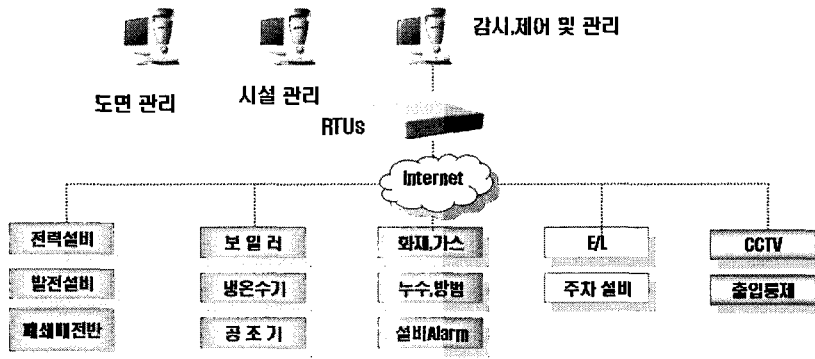 감시,제어 및 관리
도면 관리
시설 관리
RTUs
Internet
전력설비
보 일 러
화재,가스
E/L
CCTV
발전설비
냉온수기
누수,방범
주차 설비
출입통제
폐쇄배전반
공 조 기
설비Alarm